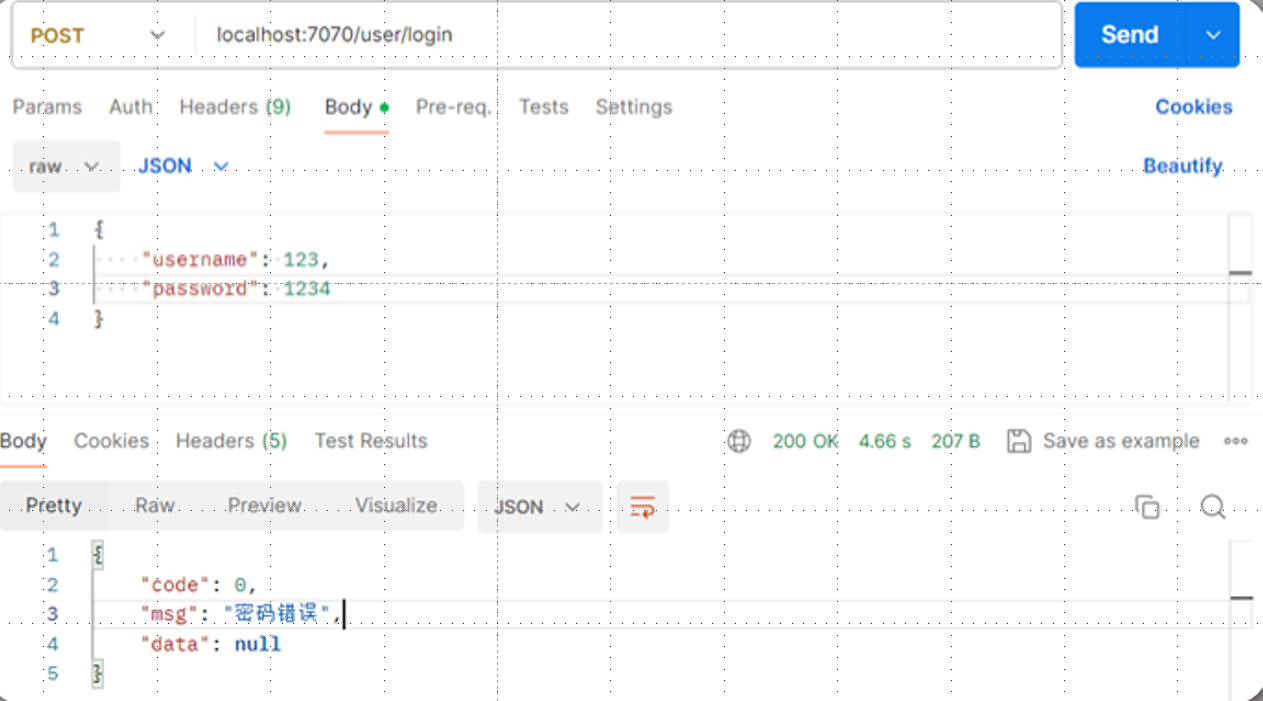 POST localhost:7070/user/login Send
Params Auth Headers (9) Body Pre-req. Tests Settings Cookies
raw JSON Beautify
1 {
2 "username": 123,
3 "password": 1234
4 }
Body Cookies Headers (5) Test Results 200 OK 4.66 s 207 B Save as example
Pretty Raw Preview Visualize JSON
1 {
2 "code": 0,
3 "msg": "密码错误",
4 "data": null
5 }